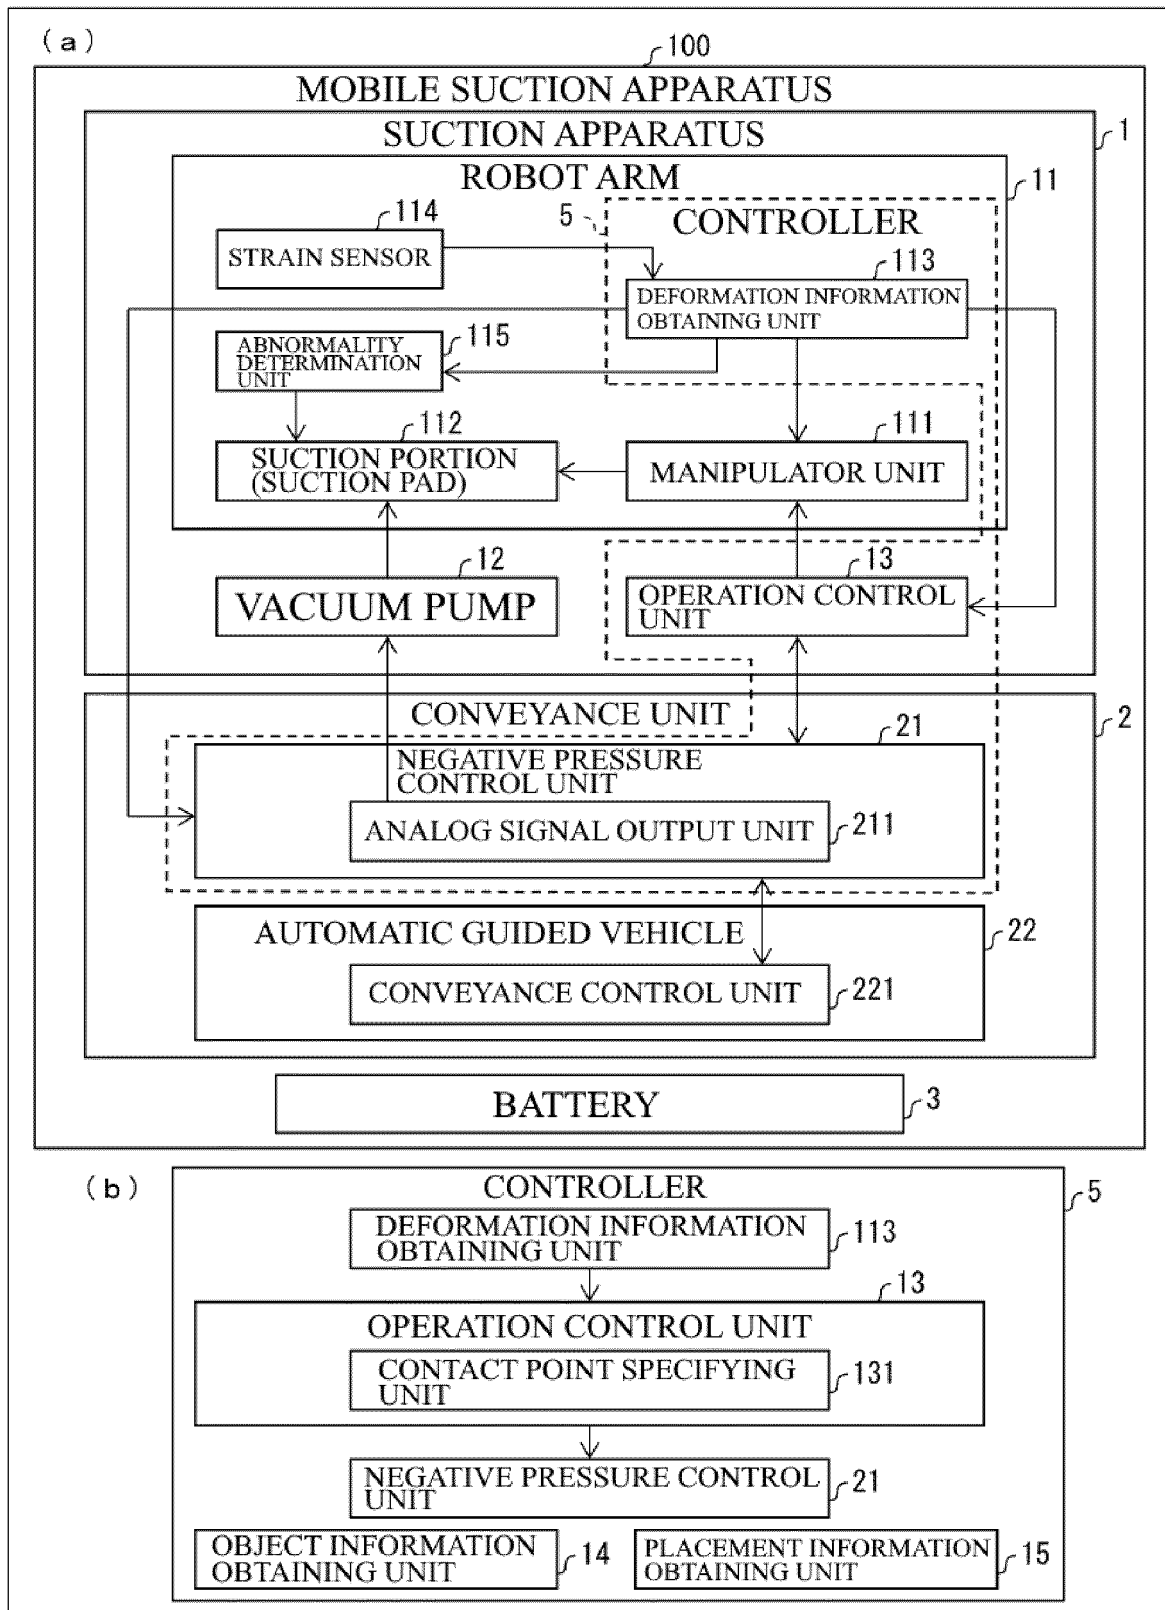 (a)
100
MOBILE SUCTION APPARATUS
SUCTION APPARATUS
1
ROBOT ARM
11
5
CONTROLLER
114
STRAIN SENSOR
113
DEFORMATION INFORMATION
OBTAINING UNIT
115
ABNORMALITY
DETERMINATION
UNIT
112
SUCTION PORTION
(SUCTION PAD)
111
MANIPULATOR UNIT
12
VACUUM PUMP
13
OPERATION CONTROL
UNIT
CONVEYANCE UNIT
2
21
NEGATIVE PRESSURE
CONTROL UNIT
ANALOG SIGNAL OUTPUT UNIT
211
AUTOMATIC GUIDED VEHICLE
22
CONVEYANCE CONTROL UNIT
221
BATTERY
3
(b)
CONTROLLER
5
DEFORMATION INFORMATION
OBTAINING UNIT
113
13
OPERATION CONTROL UNIT
CONTACT POINT SPECIFYING
UNIT
131
NEGATIVE PRESSURE CONTROL
UNIT
21
OBJECT INFORMATION
OBTAINING UNIT
14
PLACEMENT INFORMATION
OBTAINING UNIT
15